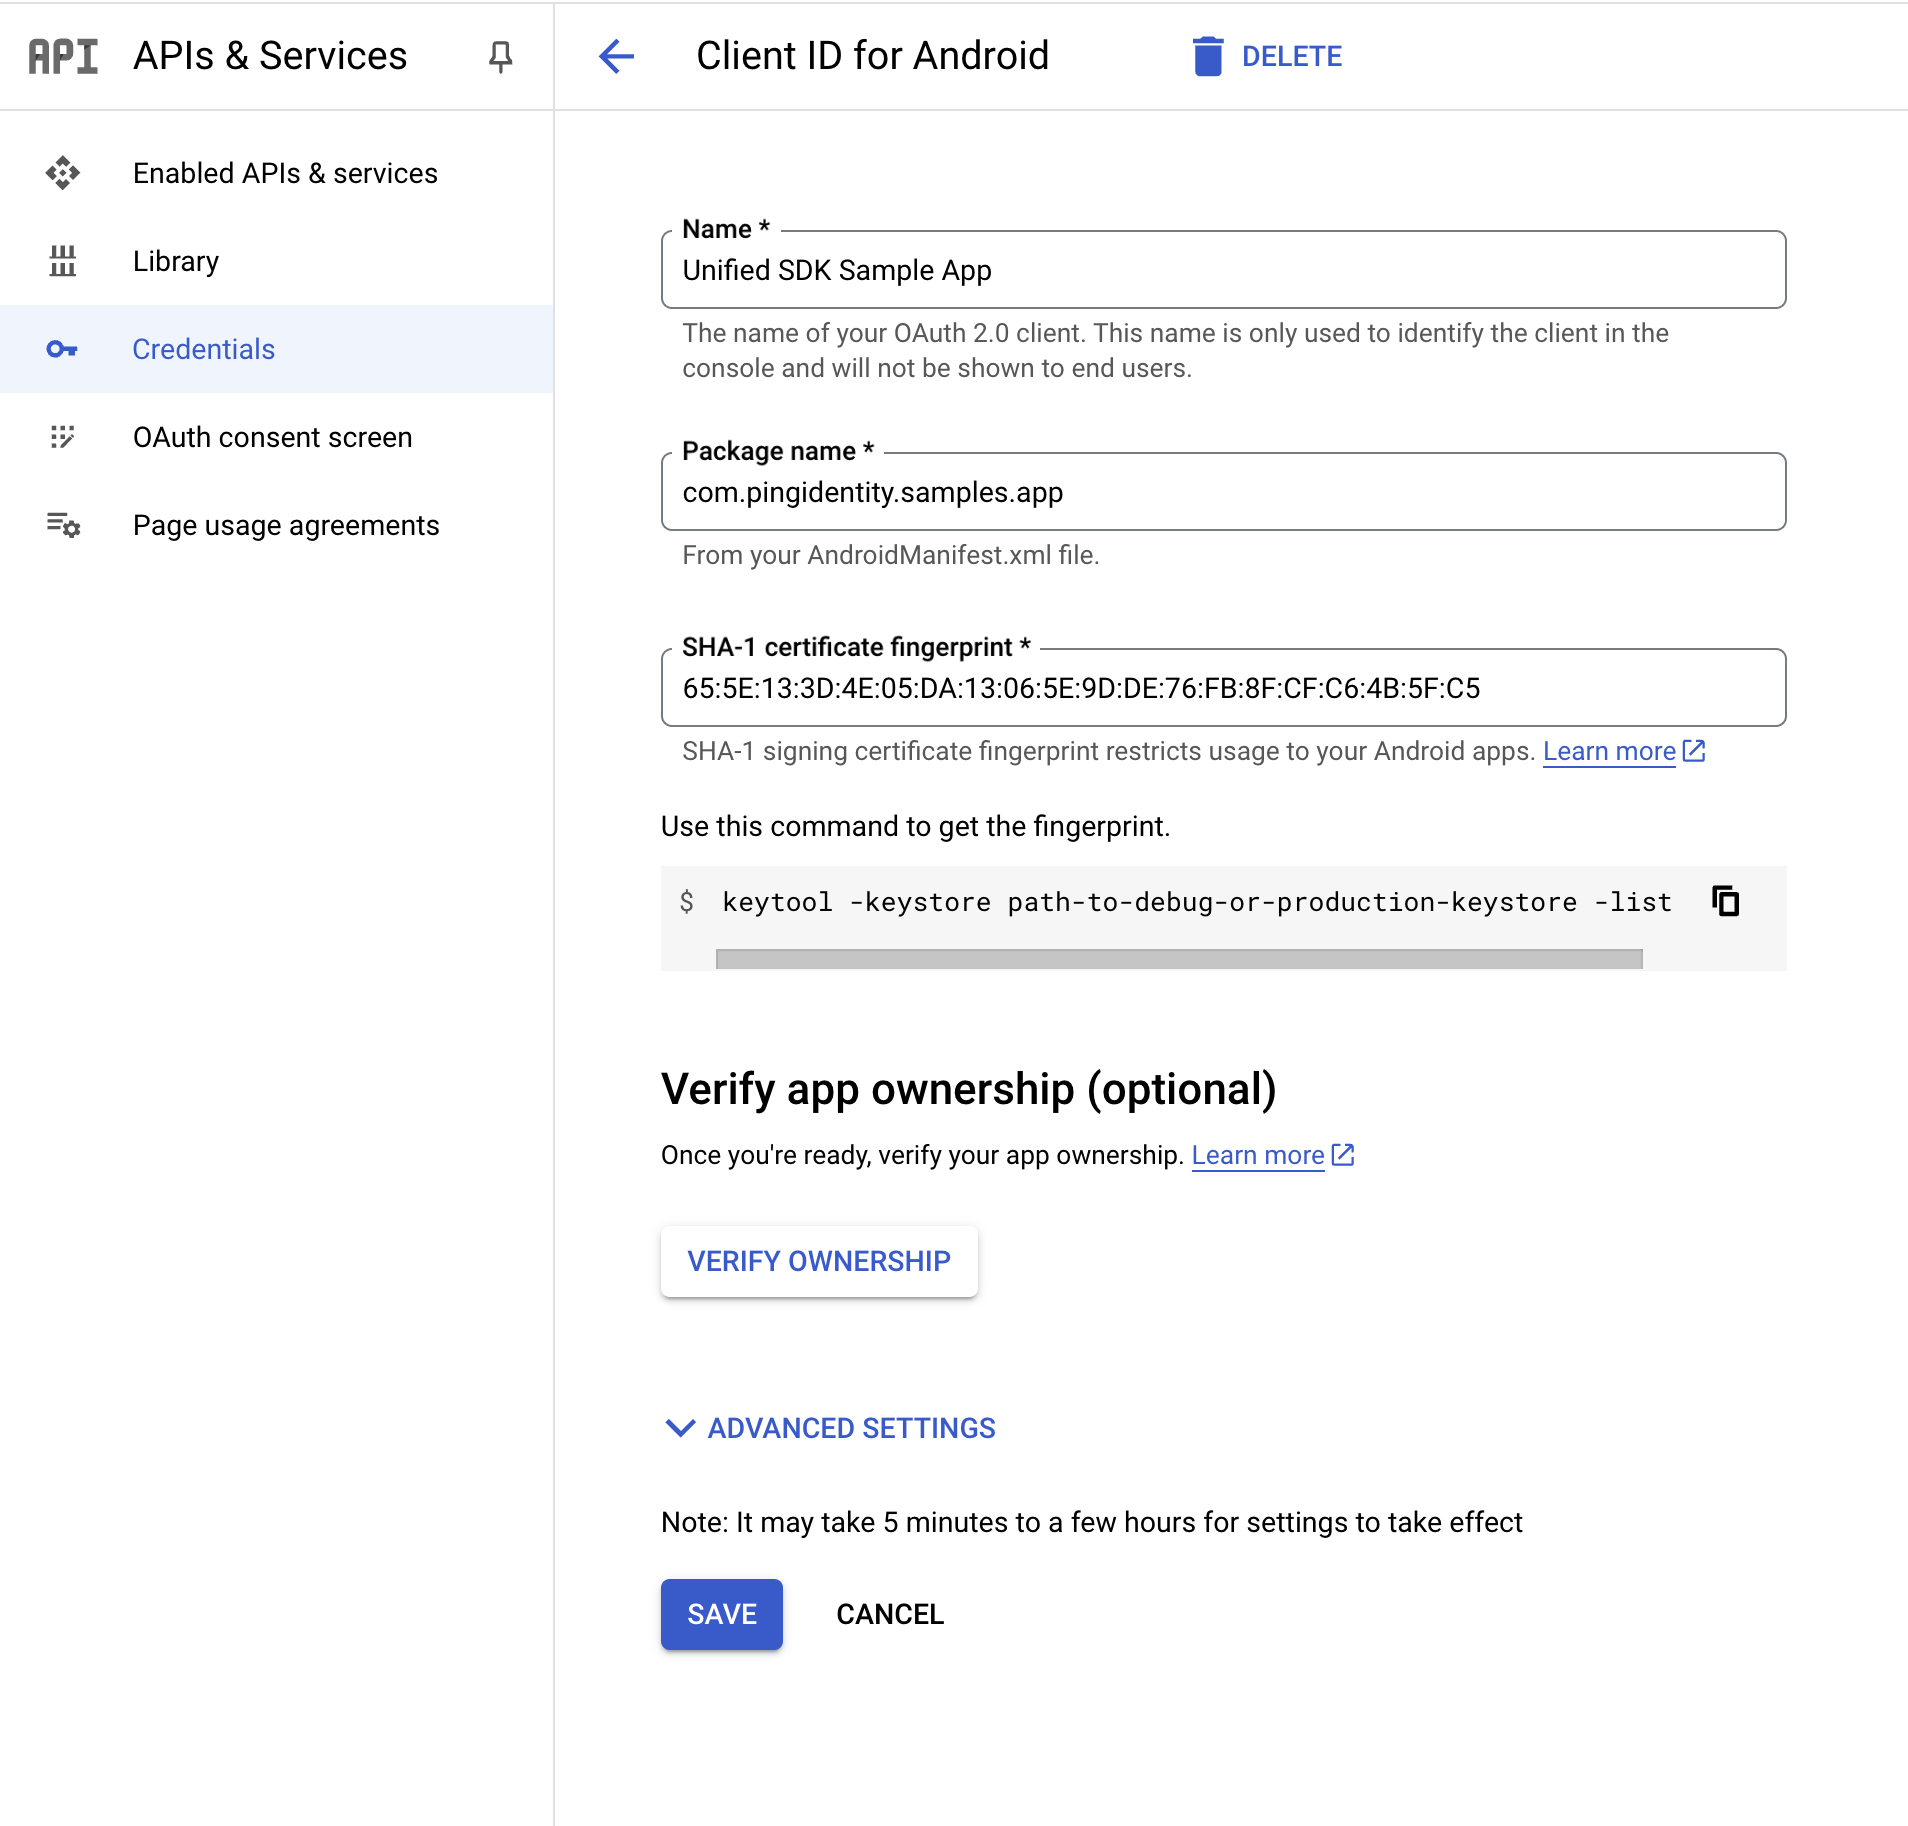 API APIs & Services
Client ID for Android
DELETE
Enabled APIs & services
Library
Credentials
OAuth consent screen
Page usage agreements
Name *
Unified SDK Sample App
The name of your OAuth 2.0 client. This name is only used to identify the client in the
console and will not be shown to end users.
Package name *
com.pingidentity.samples.app
From your AndroidManifest.xml file.
SHA-1 certificate fingerprint *
65:5E:13:3D:4E:05:DA:13:06:5E:9D:DE:76:FB:8F:CF:C6:4B:5F:C5
SHA-1 signing certificate fingerprint restricts usage to your Android apps. Learn more
Use this command to get the fingerprint.
$ keytool -keystore path-to-debug-or-production-keystore -list
Verify app ownership (optional)
Once you're ready, verify your app ownership. Learn more
VERIFY OWNERSHIP
ADVANCED SETTINGS
Note: It may take 5 minutes to a few hours for settings to take effect
SAVE
CANCEL